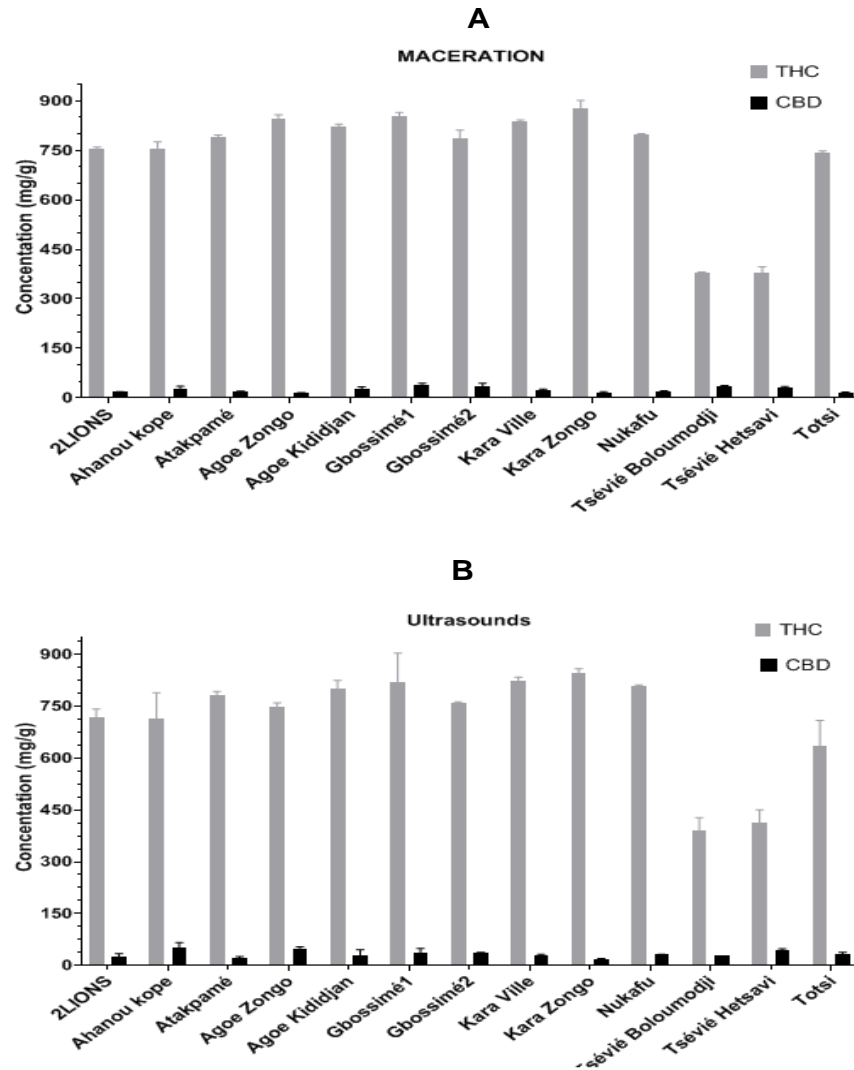 A
MACERATION
THC
CBD
Concentation (mg/g)
900
750
600
450
300
150
0
2LIONS
Ahanou kope
Atakpamé
Agoe Zongo
Agoe Kididjan
Gbossimé1
Gbossimé2
Kara Ville
Kara Zongo
Nukafu
Tsévié Boloumodji
Tsévié Hetsavi
Totsi
B
Ultrasounds
THC
CBD
Concentation (mg/g)
900
750
600
450
300
150
0
2LIONS
Ahanou kope
Atakpamé
Agoe Zongo
Agoe Kididjan
Gbossimé1
Gbossimé2
Kara Ville
Kara Zongo
Nukafu
Tsévié Boloumodji
Tsévié Hetsavi
Totsi